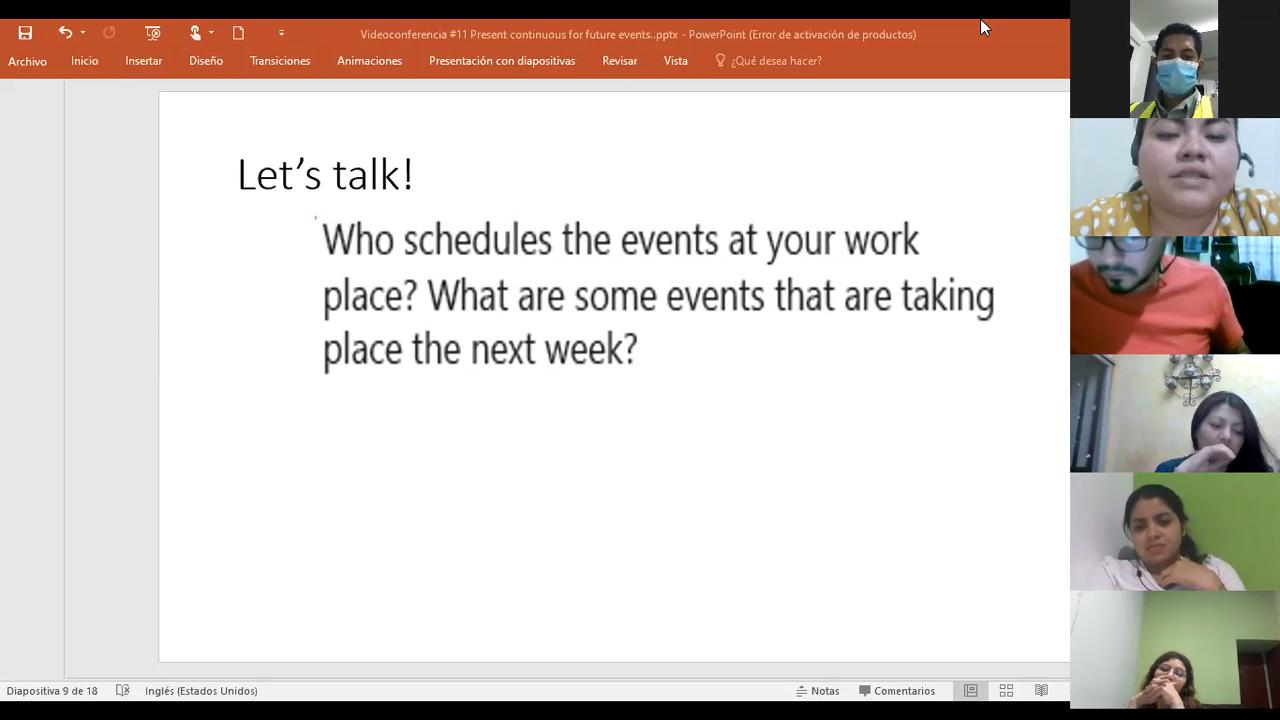 Videoconferencia #11 Present continuous for future events..pptx - PowerPoint (Error de activación de productos)
Archivo Inicio Insertar Diseño Transiciones Animaciones Presentación con diapositivas Revisar Vista ¿Qué desea hacer?
Let's talk!
Who schedules the events at your work
place? What are some events that are taking
place the next week?
Diapositiva 9 de 18 Inglés (Estados Unidos) Notas Comentarios